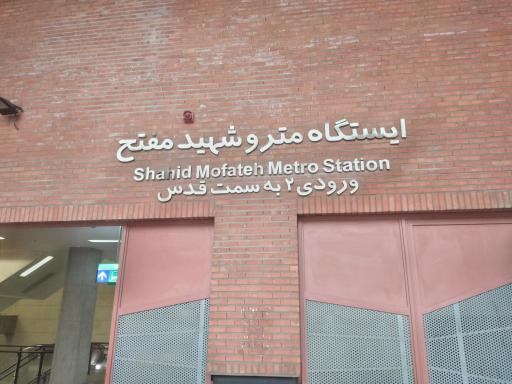 ایستگاه مترو شهید مفتح
Shahid Mofateh Metro Station
ورودی ۲ به سمت قدس